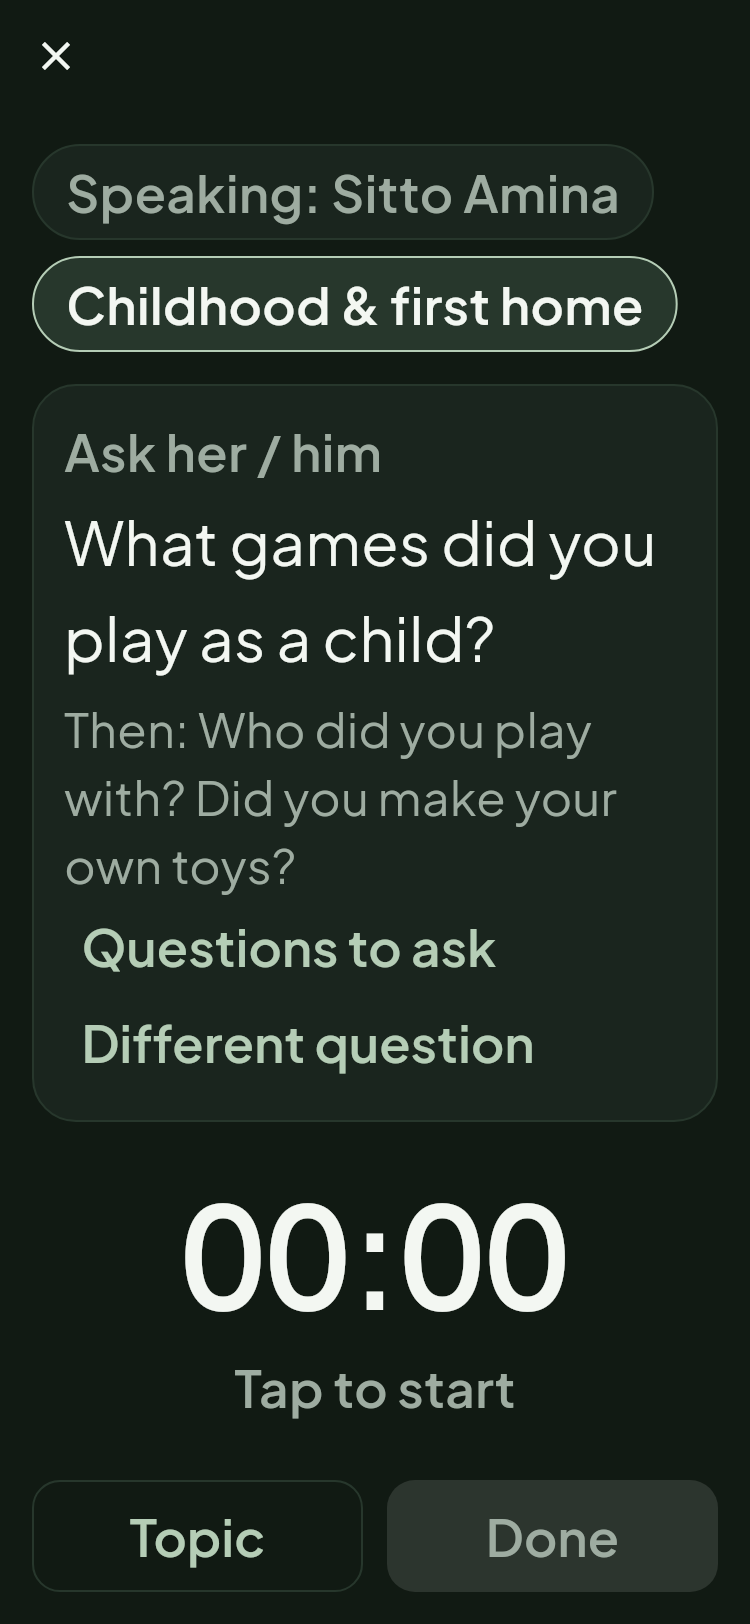 Speaking: Sitto Amina
Childhood & first home
Ask her / him
What games did you
play as a child?
Then: Who did you play
with? Did you make your
own toys?
Questions to ask
Different question
00:00
Tap to start
Topic
Done